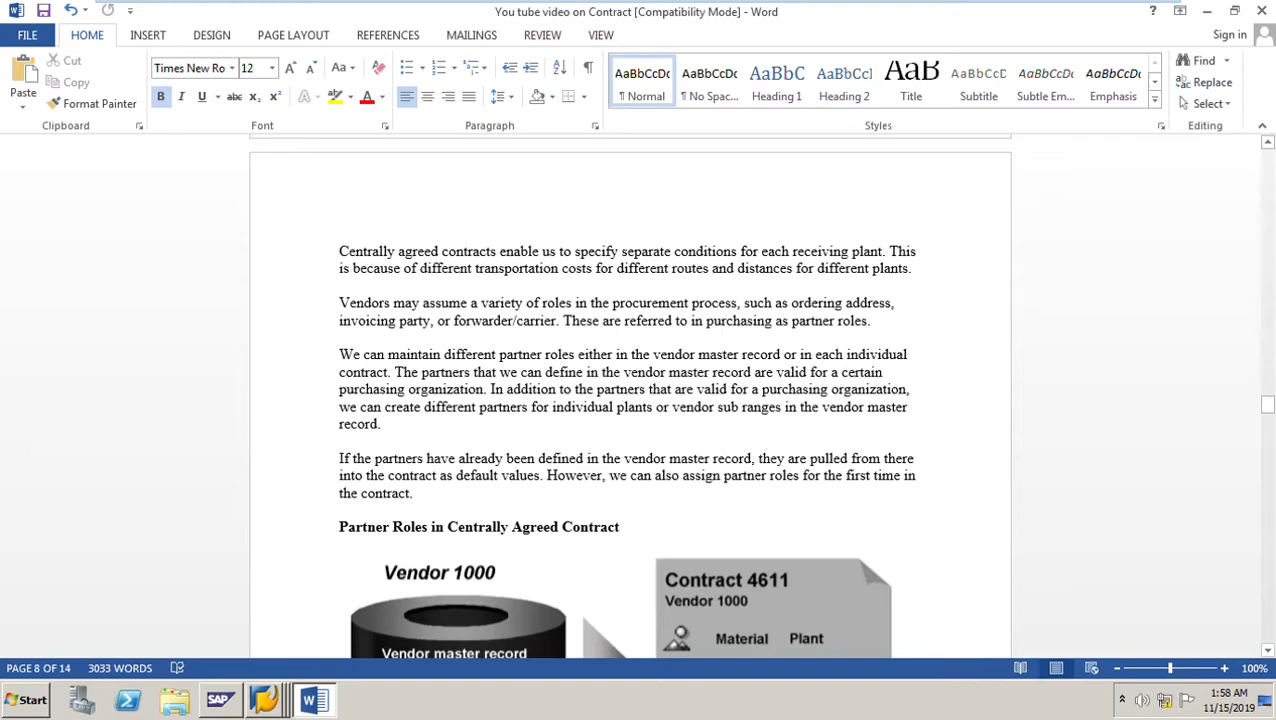 You tube video on Contract [Compatibility Mode] - Word
?
FILE HOME INSERT DESIGN PAGE LAYOUT REFERENCES MAILINGS REVIEW VIEW Sign in
Paste
Cut
Copy
Format Painter
Clipboard
Times New Ro 12
Aa
B I U abc x₂ x² A A
Font
Paragraph
AaBbCcDc AaBbCcDc AaBbC AaBbCc AaB AaBbCcD AaBbCcDc AaBbCcDc
¶ Normal ¶ No Spac... Heading 1 Heading 2 Title Subtitle Subtle Em... Emphasis
Styles
Find
Replace
Select
Editing
Centrally agreed contracts enable us to specify separate conditions for each receiving plant. This
is because of different transportation costs for different routes and distances for different plants.
Vendors may assume a variety of roles in the procurement process, such as ordering address,
invoicing party, or forwarder/carrier. These are referred to in purchasing as partner roles.
We can maintain different partner roles either in the vendor master record or in each individual
contract. The partners that we can define in the vendor master record are valid for a certain
purchasing organization. In addition to the partners that are valid for a purchasing organization,
we can create different partners for individual plants or vendor sub ranges in the vendor master
record.
If the partners have already been defined in the vendor master record, they are pulled from there
into the contract as default values. However, we can also assign partner roles for the first time in
the contract.
Partner Roles in Centrally Agreed Contract
Vendor 1000
Vendor master record
Contract 4611
Vendor 1000
Material Plant
PAGE 8 OF 14 3033 WORDS
100%
Start
SAP
1:58 AM
11/15/2019